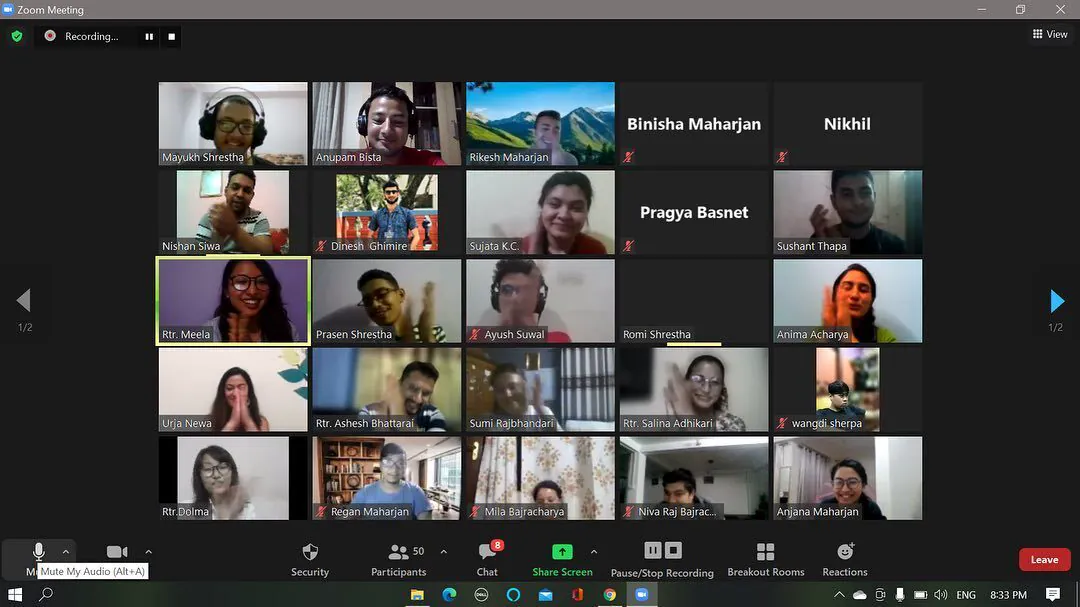 Zoom Meeting
Recording...
View
Mayukh Shrestha
Anupam Bista
Rikesh Maharjan
Binisha Maharjan
Nikhil
Nishan Siwa
Dinesh Ghimire
Sujata K.C.
Pragya Basnet
Sushant Thapa
Rtr. Meela
Prasen Shrestha
Ayush Suwal
Romi Shrestha
Anima Acharya
1/2
1/2
Urja Newa
Rtr. Ashesh Bhattarai
Sumi Rajbhandari
Rtr. Salina Adhikari
wangdi sherpa
Rtr.Dolma
Regan Maharjan
Mila Bajracharya
Niva Raj Bajrac...
Anjana Maharjan
50
8
Mute My Audio (Alt+A)
Security
Participants
Chat
Share Screen
Pause/Stop Recording
Breakout Rooms
Reactions
Leave
DELL
ENG
8:33 PM